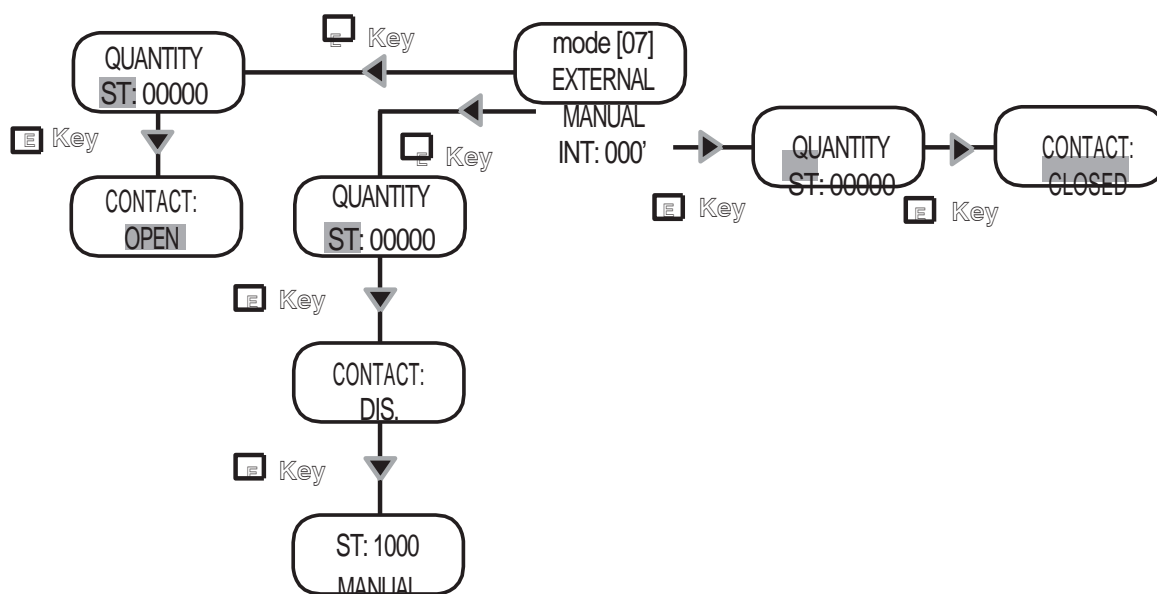 E Key
mode [07]
EXTERNAL
MANUAL
INT: 000’
QUANTITY
ST: 00000
E Key
CONTACT:
OPEN
E Key
QUANTITY
ST: 00000
E Key
CONTACT:
DIS.
E Key
ST: 1000
MANUAL
QUANTITY
ST: 00000
E Key
CONTACT:
CLOSED
E Key